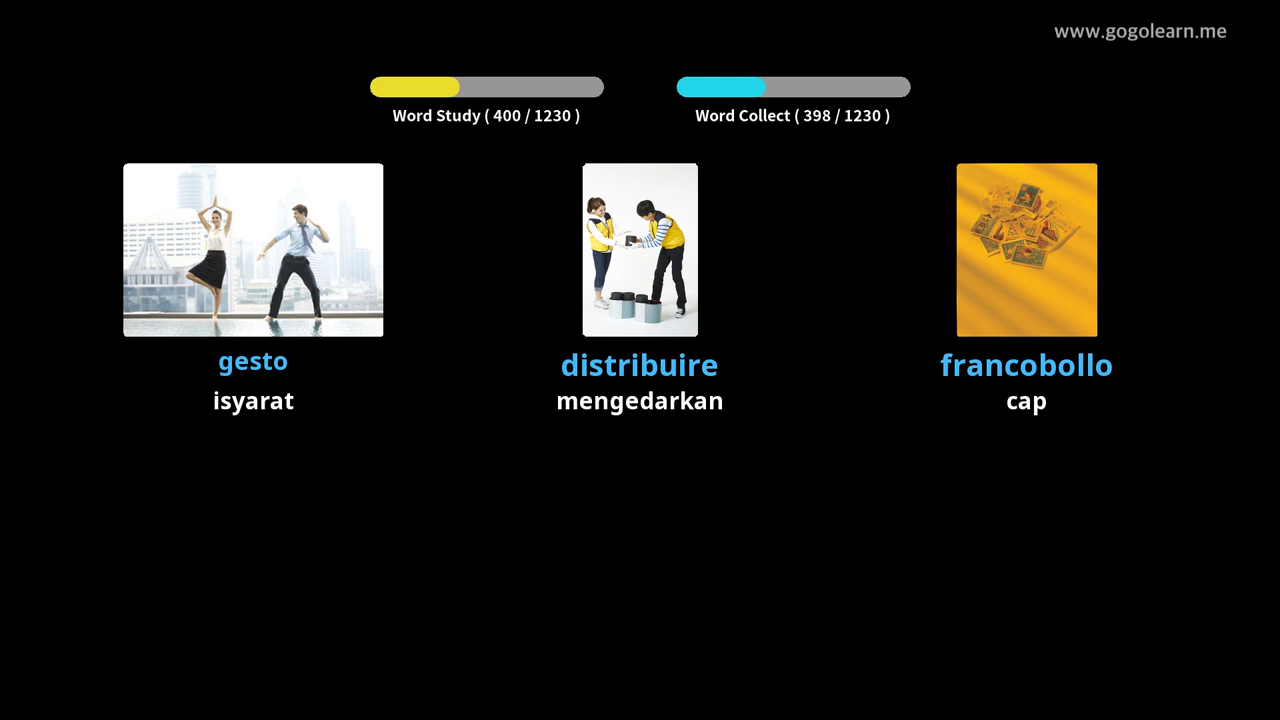 www.gogolearn.me
Word Study ( 400 / 1230 )
Word Collect ( 398 / 1230 )
gesto
isyarat
distribuire
mengedarkan
francobollo
cap